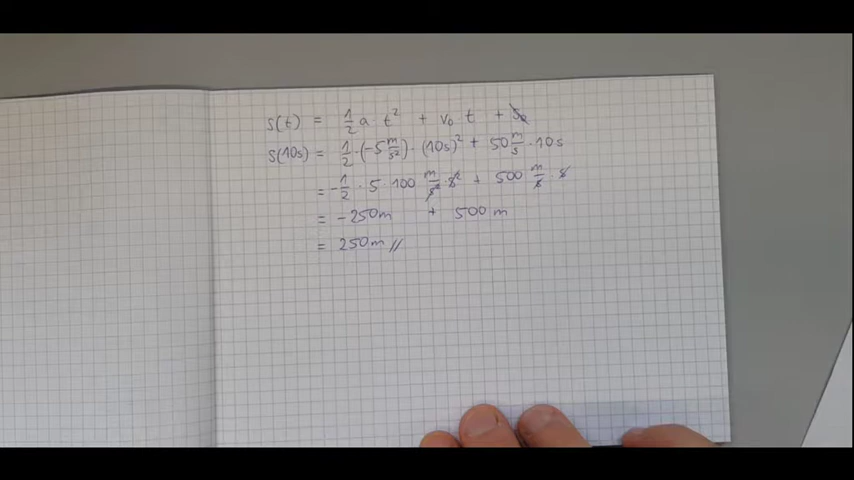 s(t) = 1/2 a · t² + v₀ t + s₀
s(10s) = 1/2 · (-5 m/s²) · (10s)² + 50 m/s · 10s
= -1/2 · 5 · 100 m/s² · s² + 500 m/s · s
= -250m + 500 m
= 250m //